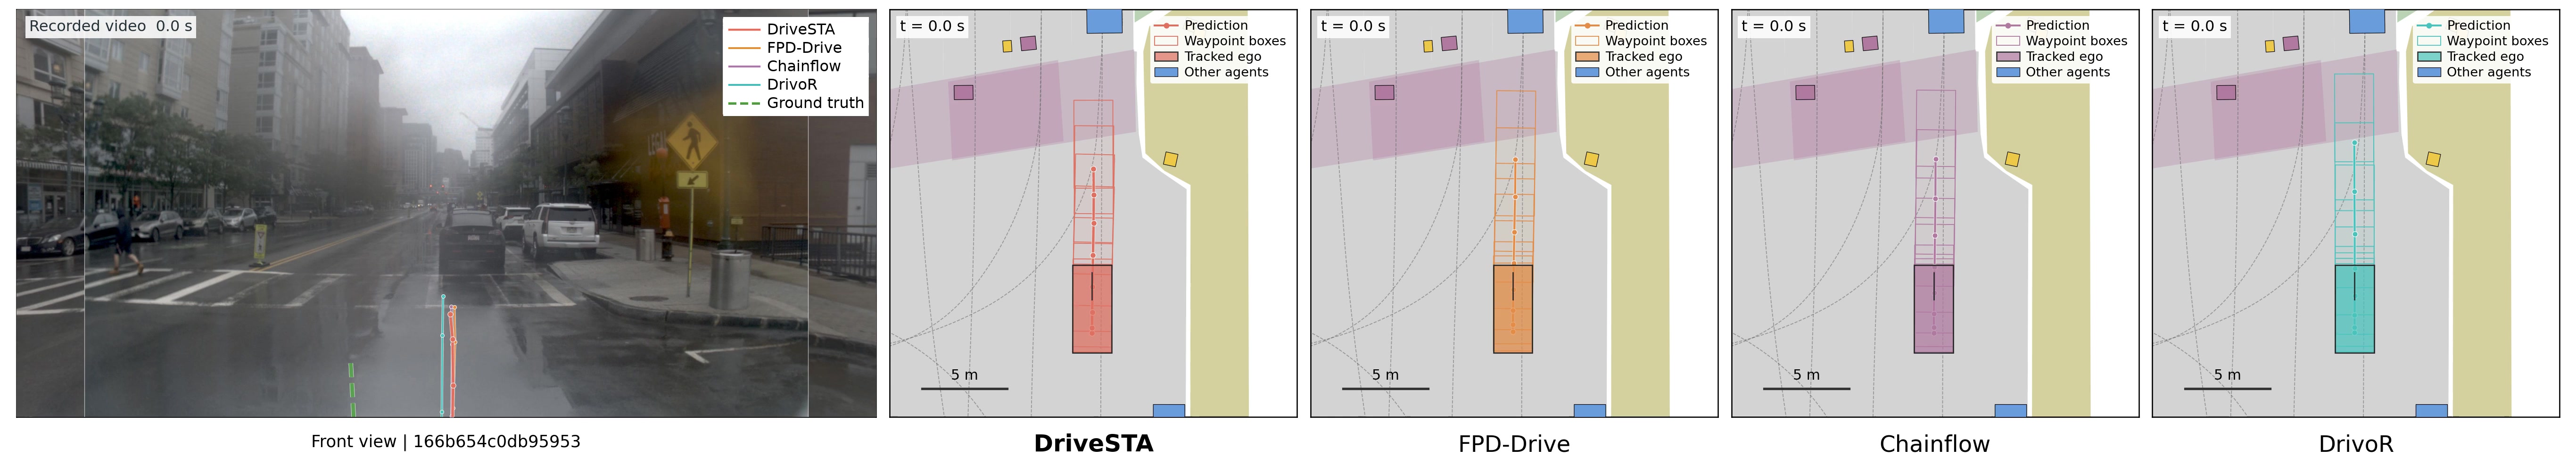 Recorded video 0.0 s
DriveSTA
FPD-Drive
Chainflow
DrivoR
Ground truth
LEGAL
Front view | 166b654c0db95953
t = 0.0 s
Prediction
Waypoint boxes
Tracked ego
Other agents
5 m
DriveSTA
t = 0.0 s
Prediction
Waypoint boxes
Tracked ego
Other agents
5 m
FPD-Drive
t = 0.0 s
Prediction
Waypoint boxes
Tracked ego
Other agents
5 m
Chainflow
t = 0.0 s
Prediction
Waypoint boxes
Tracked ego
Other agents
5 m
DrivoR